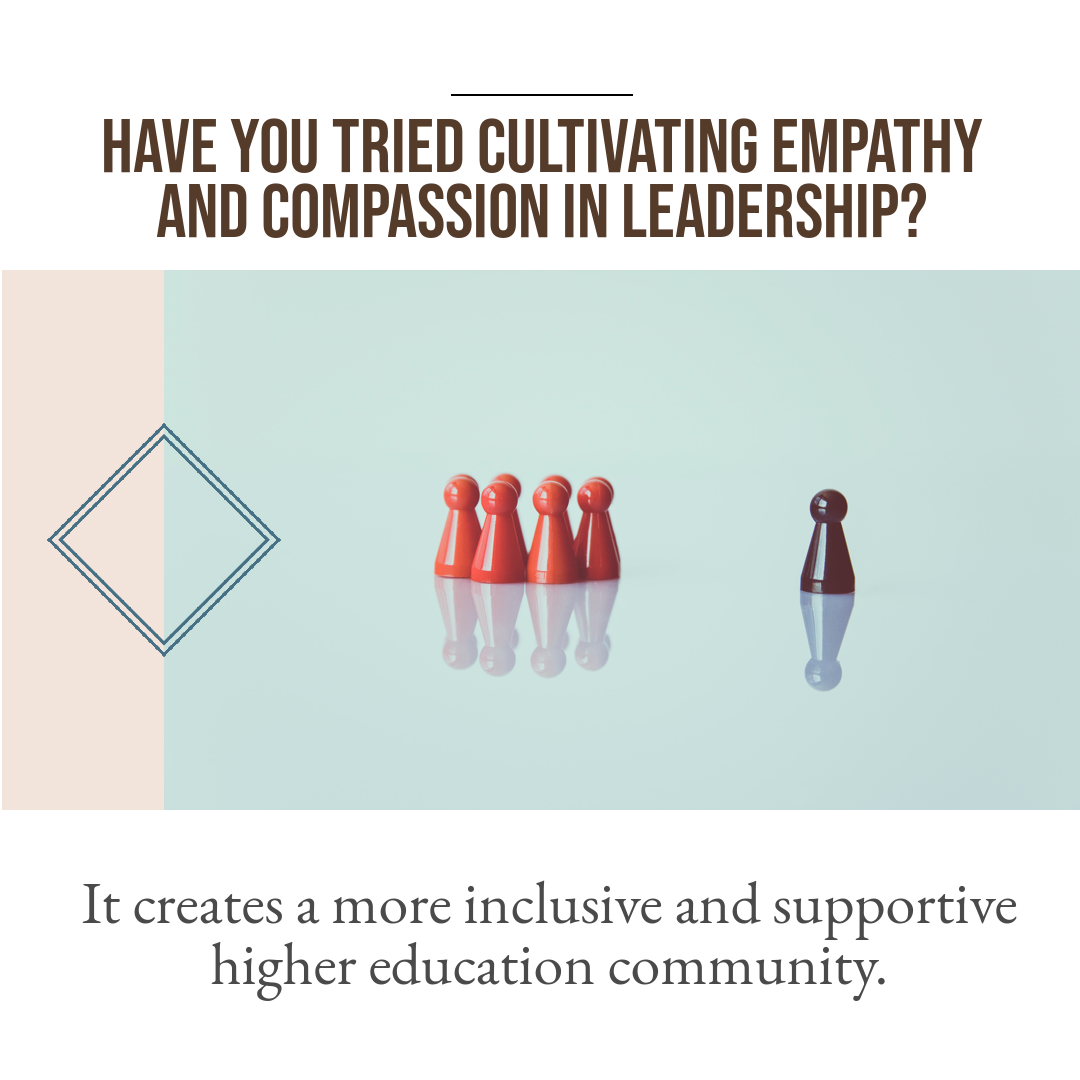 HAVE YOU TRIED CULTIVATING EMPATHY
AND COMPASSION IN LEADERSHIP?
It creates a more inclusive and supportive
higher education community.